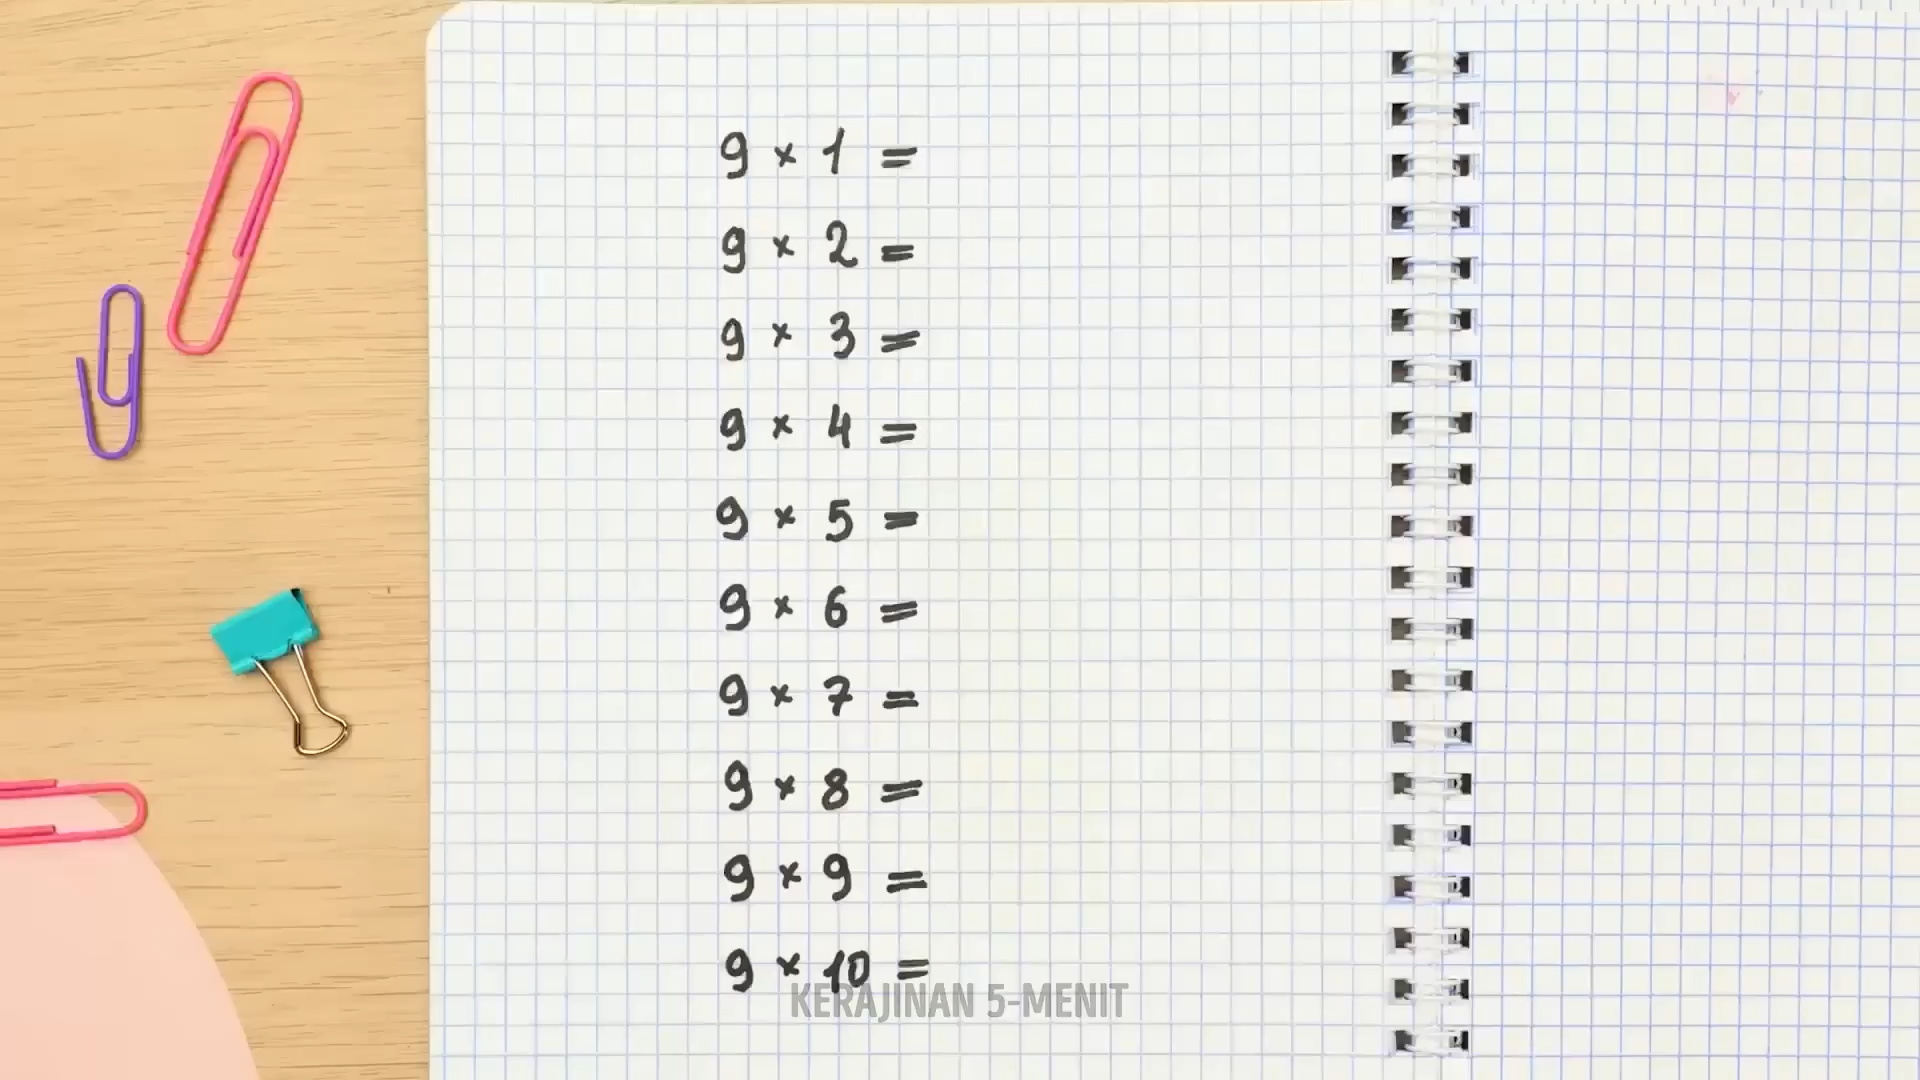 9 × 1 =
9 × 2 =
9 × 3 =
9 × 4 =
9 × 5 =
9 × 6 =
9 × 7 =
9 × 8 =
9 × 9 =
9 × 10 =
KERAJINAN 5-MENIT